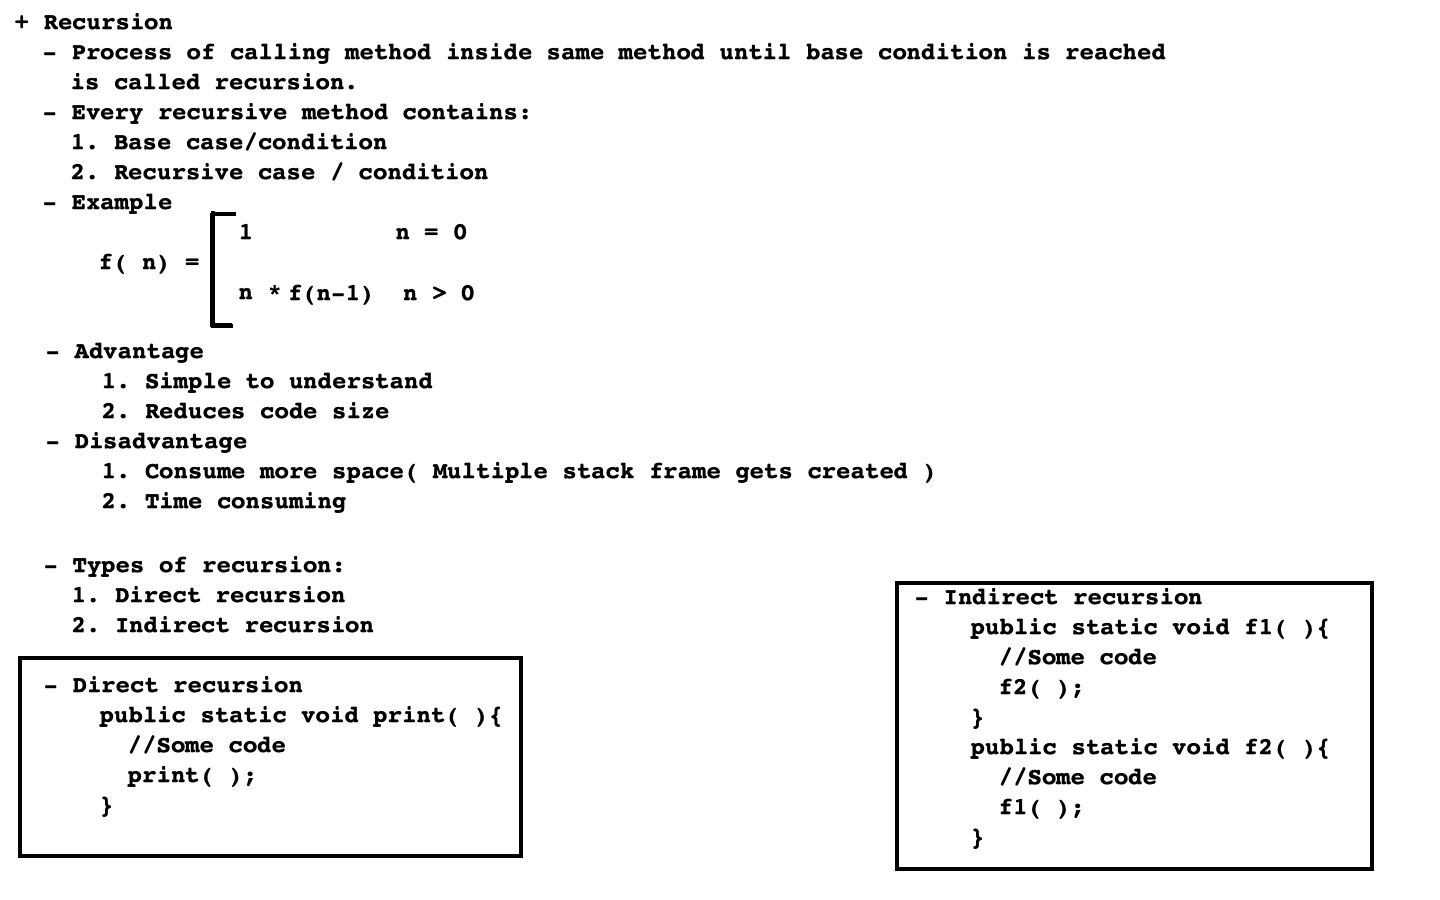 + Recursion
- Process of calling method inside same method until base condition is reached
is called recursion.
- Every recursive method contains:
1. Base case/condition
2. Recursive case / condition
- Example
1 n = 0
f( n) =
n * f(n-1) n > 0
- Advantage
1. Simple to understand
2. Reduces code size
- Disadvantage
1. Consume more space( Multiple stack frame gets created )
2. Time consuming
- Types of recursion:
1. Direct recursion
2. Indirect recursion
- Direct recursion
public static void print( ){
//Some code
print( );
}
- Indirect recursion
public static void f1( ){
//Some code
f2( );
}
public static void f2( ){
//Some code
f1( );
}